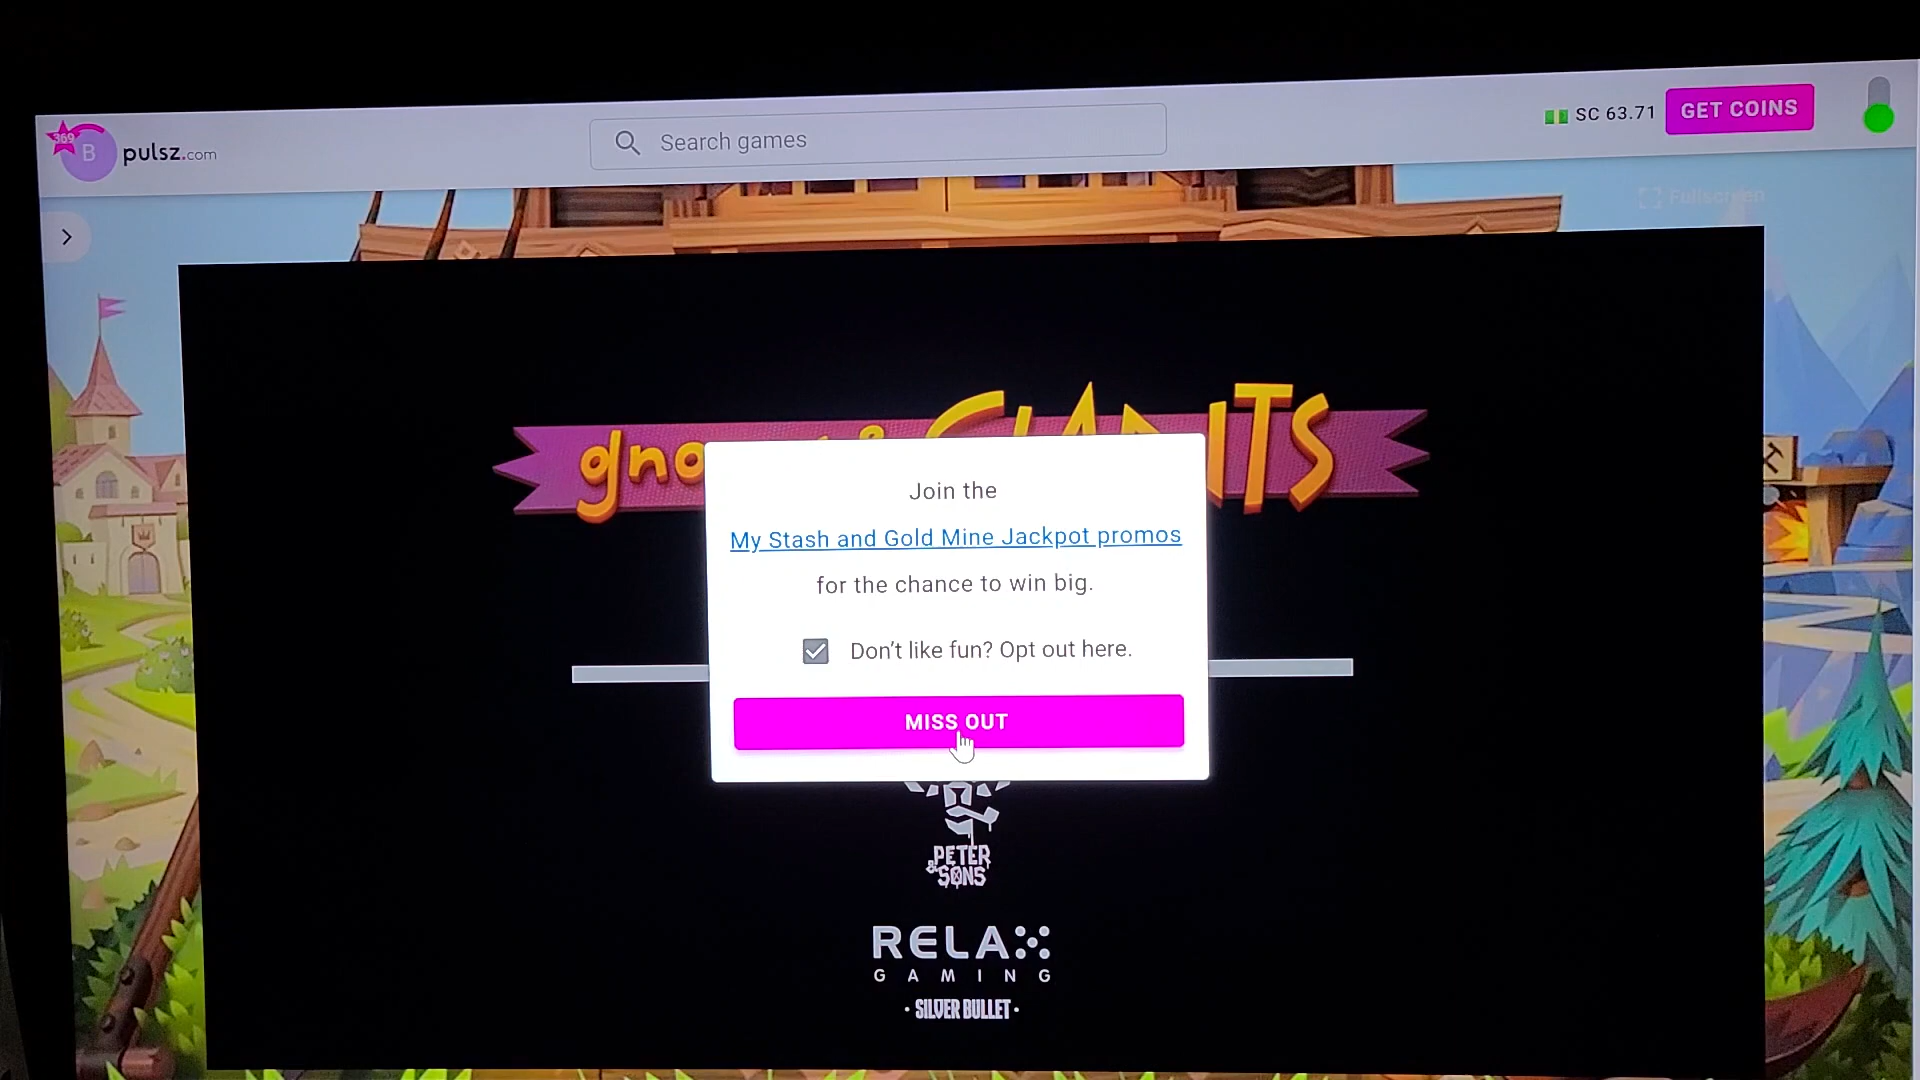 369
B
pulsz.com
Search games
SC 63.71
GET COINS
Fullscreen
Join the
My Stash and Gold Mine Jackpot promos
for the chance to win big.
Don't like fun? Opt out here.
MISS OUT
PETER
& SONS
RELAX
GAMING
• SILVER BULLET •